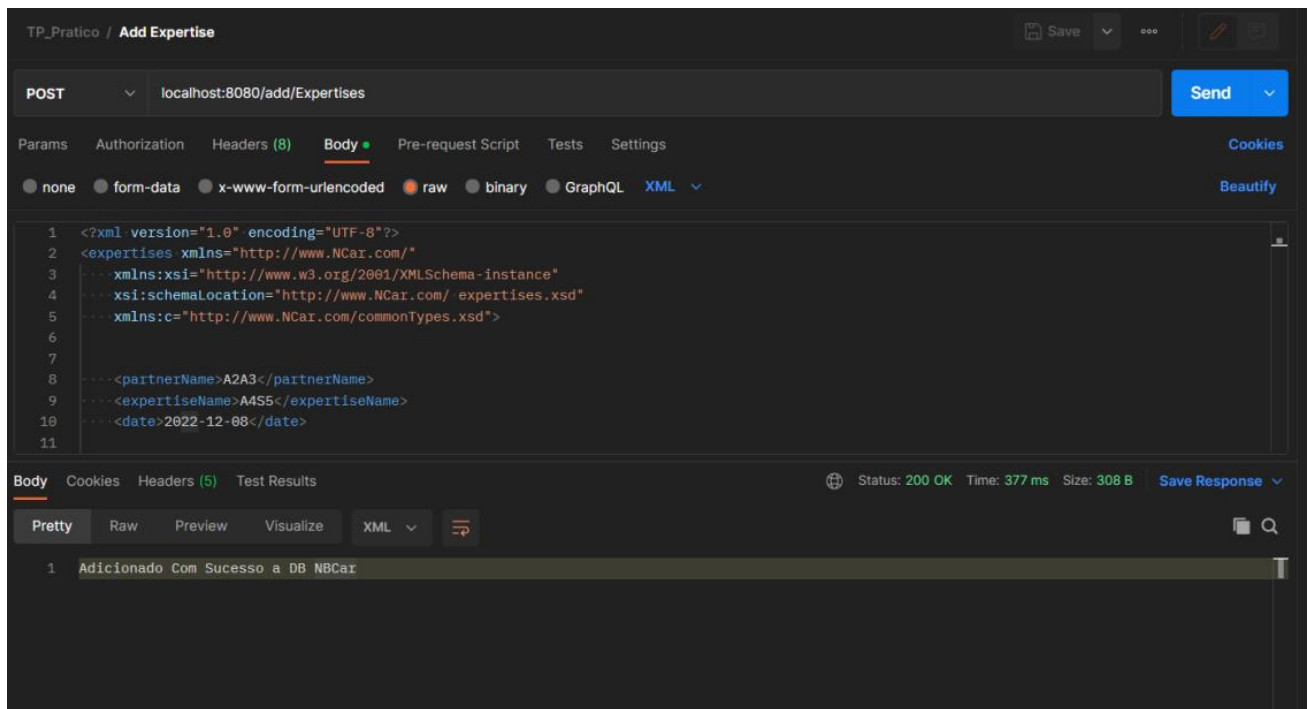 TP_Pratico / Add Expertise
Save
POST localhost:8080/add/Expertises Send
Params Authorization Headers (8) Body Pre-request Script Tests Settings Cookies
none form-data x-www-form-urlencoded raw binary GraphQL XML Beautify
1 <?xml version="1.0" encoding="UTF-8"?>
2 <expertises xmlns="http://www.NCar.com/"
3 xmlns:xsi="http://www.w3.org/2001/XMLSchema-instance"
4 xsi:schemaLocation="http://www.NCar.com/ expertises.xsd"
5 xmlns:c="http://www.NCar.com/commonTypes.xsd">
6
7
8 <partnerName>A2A3</partnerName>
9 <expertiseName>A4S5</expertiseName>
10 <date>2022-12-08</date>
11
Body Cookies Headers (5) Test Results Status: 200 OK Time: 377 ms Size: 308 B Save Response
Pretty Raw Preview Visualize XML
1 Adicionado Com Sucesso a DB NBCar